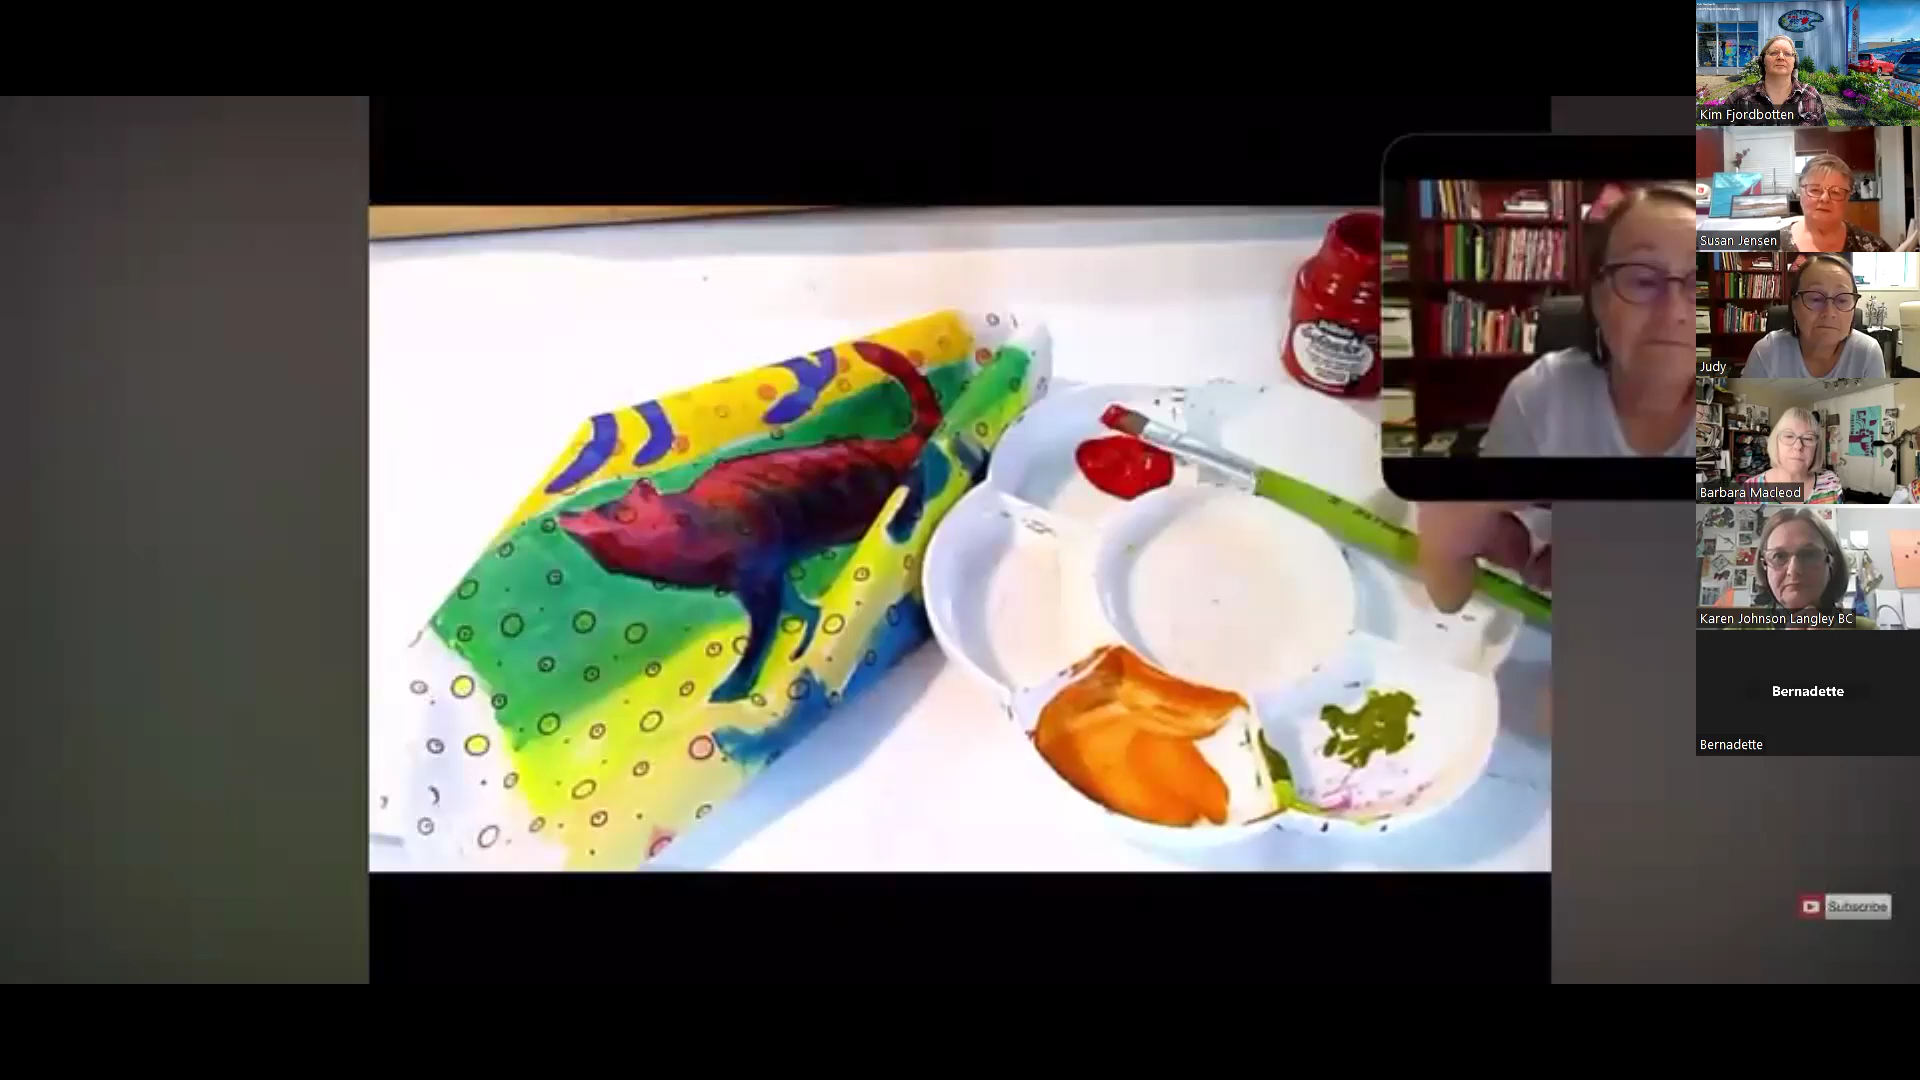 Kim Fjordbotten
Susan Jensen
Judy
Barbara Macleod
Karen Johnson Langley BC
Bernadette
Bernadette
Subscribe